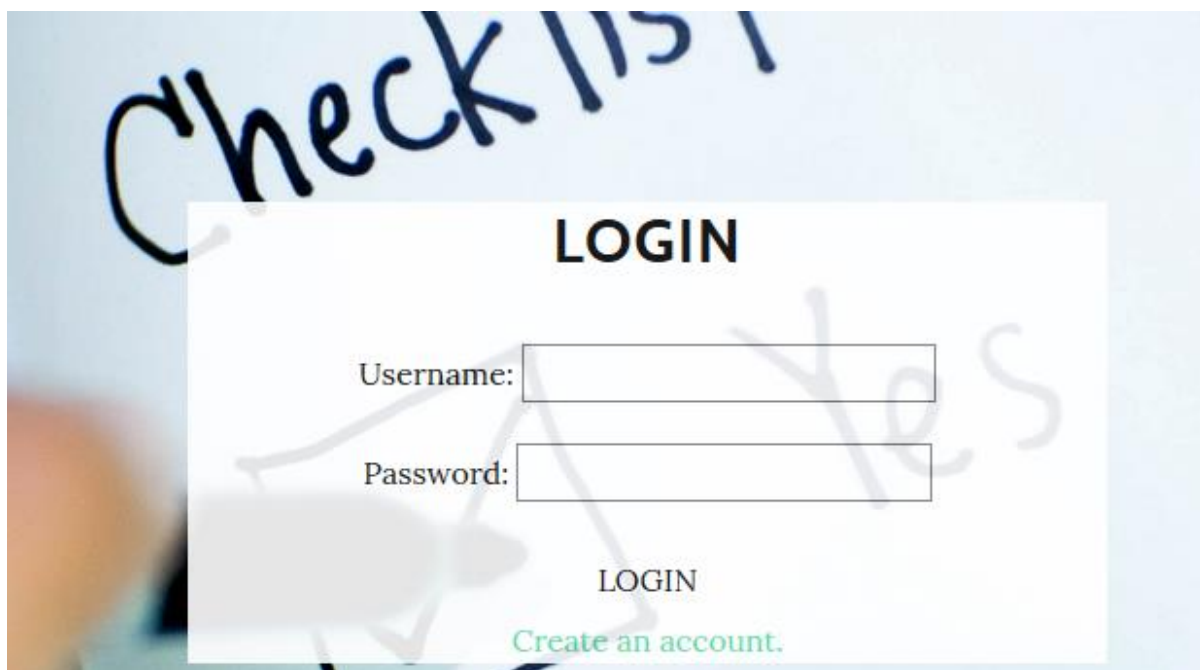 Checklist
LOGIN
Yes
Username:
Password:
LOGIN
Create an account.